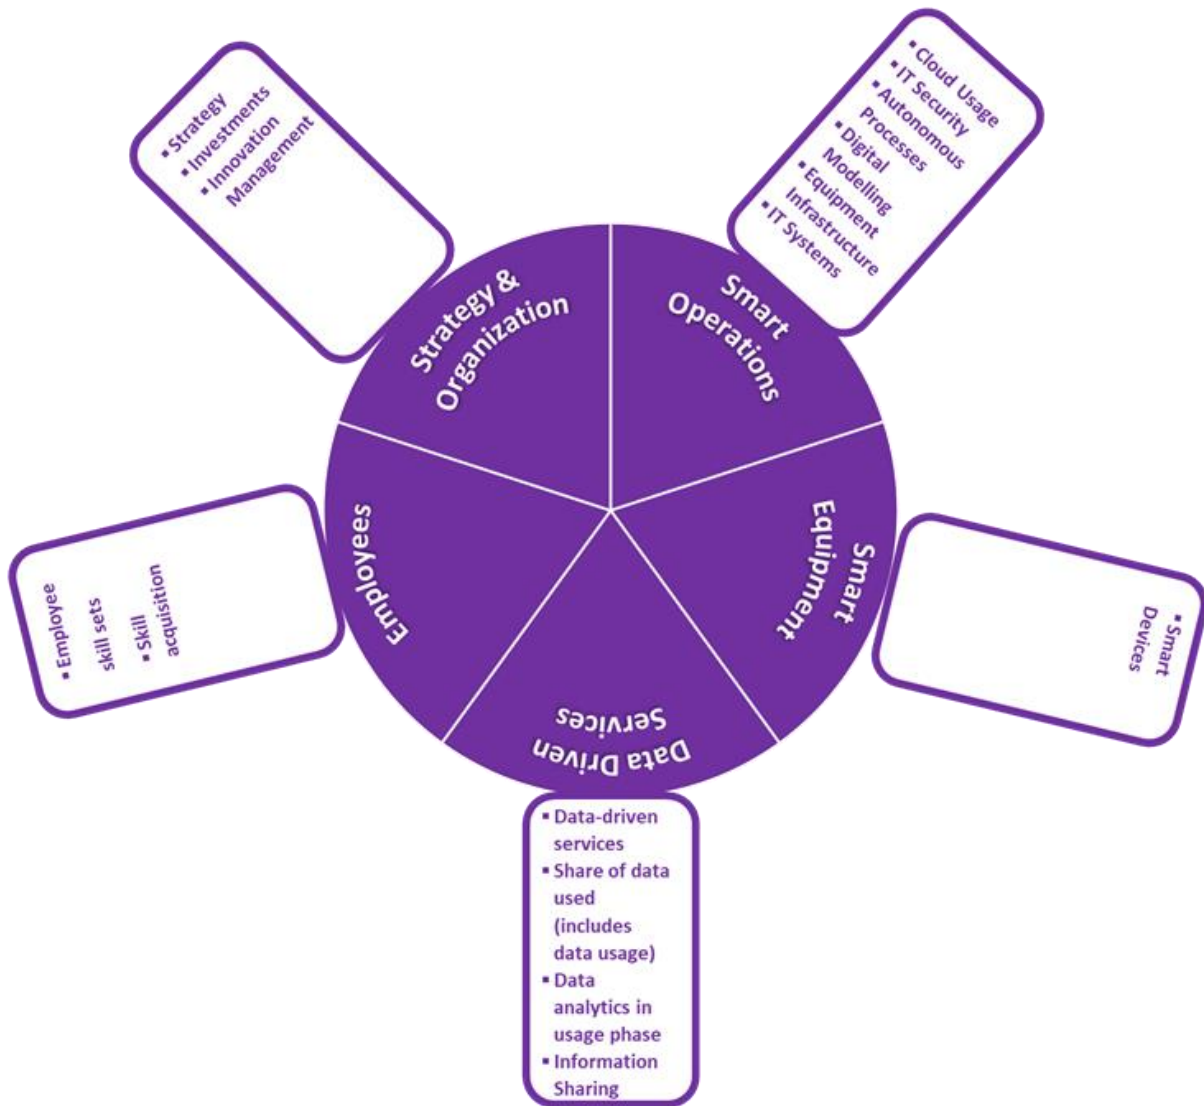 ▪ Strategy
▪ Investments
▪ Innovation
Management
▪ Cloud Usage
▪ IT Security
▪ Autonomous
Processes
▪ Digital
Modelling
▪ Equipment
Infrastructure
▪ IT Systems
Strategy &
Organization
Smart
Operations
Employees
Smart
Equipment
Data Driven
Services
▪ Employee
skill sets
▪ Skill
acquisition
▪ Smart
Devices
▪ Data-driven
services
▪ Share of data
used
(includes
data usage)
▪ Data
analytics in
usage phase
▪ Information
Sharing